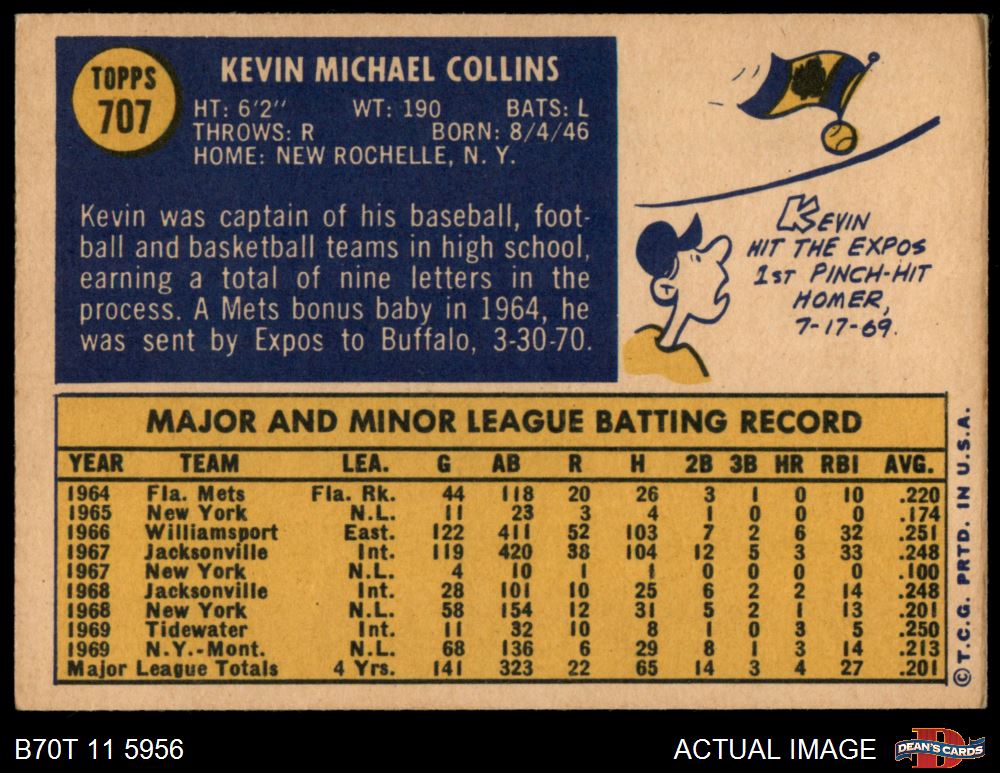 TOPPS
707
KEVIN MICHAEL COLLINS
HT: 6'2" WT: 190 BATS: L
THROWS: R BORN: 8/4/46
HOME: NEW ROCHELLE, N. Y.
Kevin was captain of his baseball, foot-
ball and basketball teams in high school,
earning a total of nine letters in the
process. A Mets bonus baby in 1964, he
was sent by Expos to Buffalo, 3-30-70.
KEVIN
HIT THE EXPOS
1ST PINCH-HIT
HOMER,
7-17-69.
MAJOR AND MINOR LEAGUE BATTING RECORD
YEAR TEAM LEA. G AB R H 2B 3B HR RBI AVG.
1964 Fla. Mets Fla. Rk. 44 118 20 26 3 1 0 10 .220
1965 New York N.L. 11 23 3 4 1 0 0 0 .174
1966 Williamsport East. 122 411 52 103 7 2 6 32 .251
1967 Jacksonville Int. 119 420 38 104 12 5 3 33 .248
1967 New York N.L. 4 10 1 1 0 0 0 0 .100
1968 Jacksonville Int. 28 101 10 25 6 2 2 14 .248
1968 New York N.L. 58 154 12 31 5 2 1 13 .201
1969 Tidewater Int. 11 32 10 8 1 0 3 5 .250
1969 N.Y.-Mont. N.L. 68 136 6 29 8 1 3 14 .213
Major League Totals 4 Yrs. 141 323 22 65 14 3 4 27 .201
© T.C.G. PRTD. IN U.S.A.
B70T 11 5956
ACTUAL IMAGE
D
DEAN'S CARDS